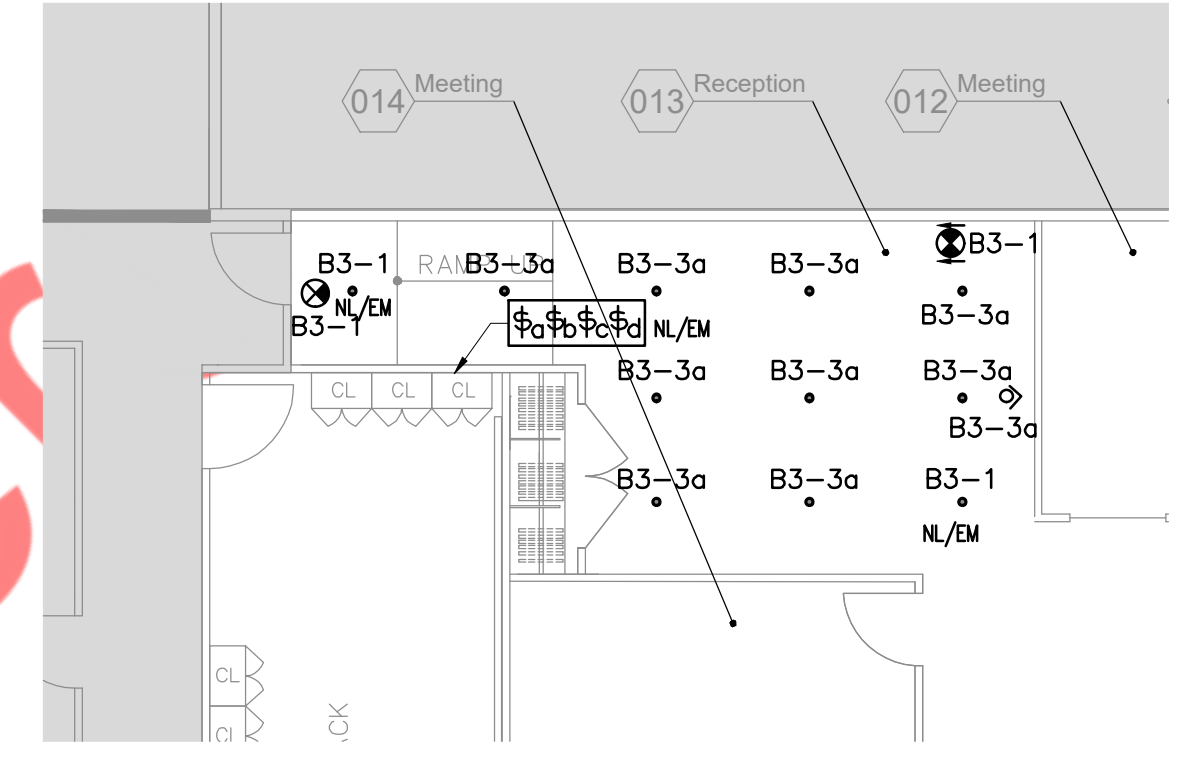 014 Meeting
013 Reception
012 Meeting
B3-1
RAMP UP
B3-3a
B3-3a
B3-3a
B3-1
NL/EM
B3-1
$a $b $c $d
NL/EM
B3-3a
B3-3a
B3-3a
B3-3a
B3-3a
CL
CL
CL
B3-3a
B3-3a
B3-1
NL/EM
CL
CL